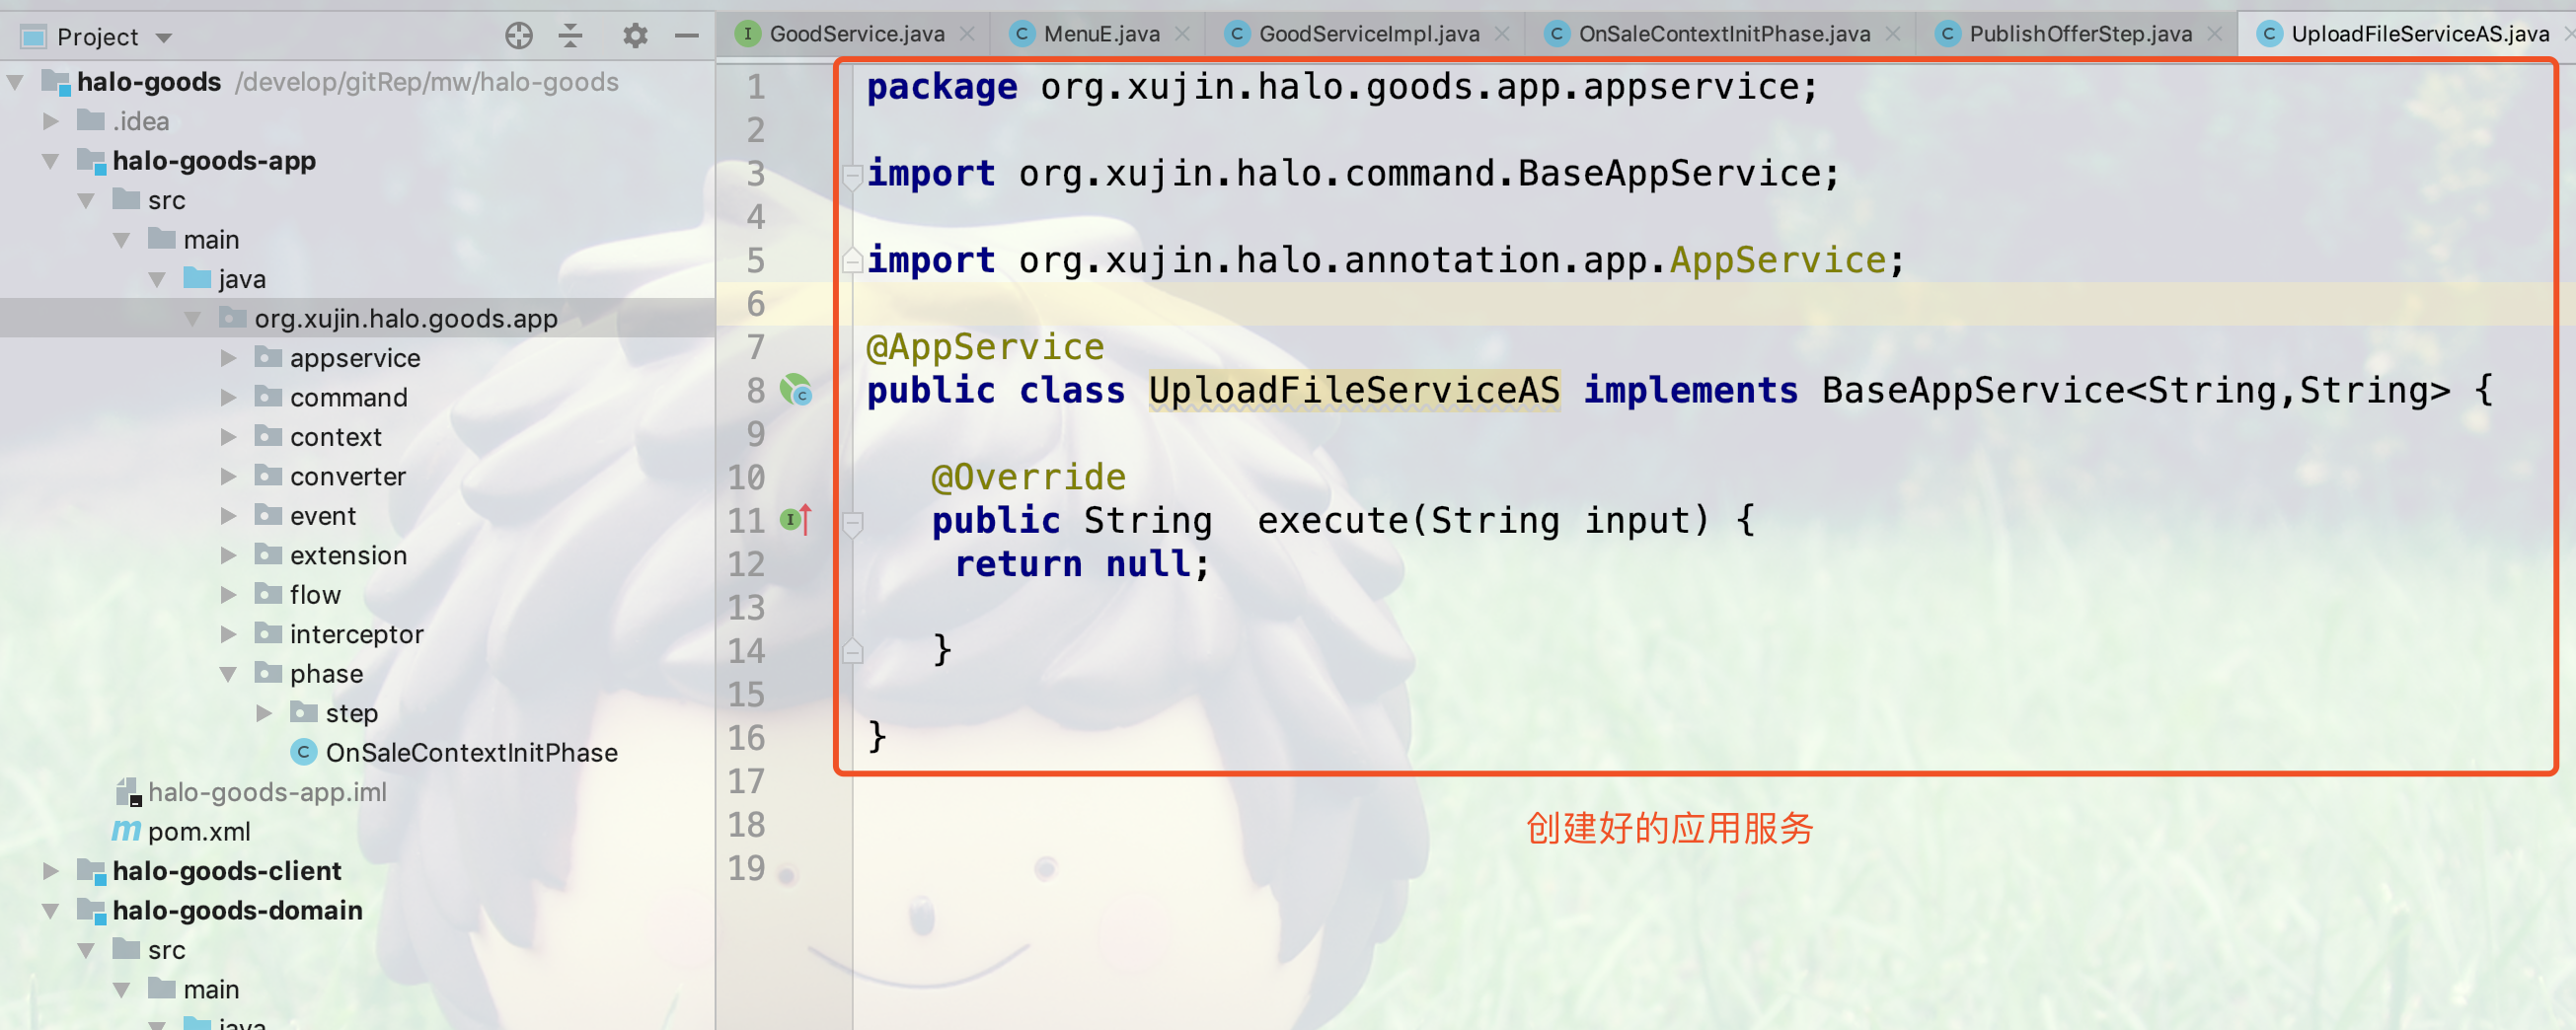 Project
halo-goods /develop/gitRep/mw/halo-goods
.idea
halo-goods-app
src
main
java
org.xujin.halo.goods.app
appservice
command
context
converter
event
extension
flow
interceptor
phase
step
OnSaleContextInitPhase
halo-goods-app.iml
pom.xml
halo-goods-client
halo-goods-domain
src
main
java
GoodService.java MenuE.java GoodServiceImpl.java OnSaleContextInitPhase.java PublishOfferStep.java UploadFileServiceAS.java
1 package org.xujin.halo.goods.app.appservice;
2
3 import org.xujin.halo.command.BaseAppService;
4
5 import org.xujin.halo.annotation.app.AppService;
6
7 @AppService
8 public class UploadFileServiceAS implements BaseAppService<String,String> {
9
10 @Override
11 public String  execute(String input) {
12 return null;
13
14 }
15
16 }
17
18
19
创建好的应用服务